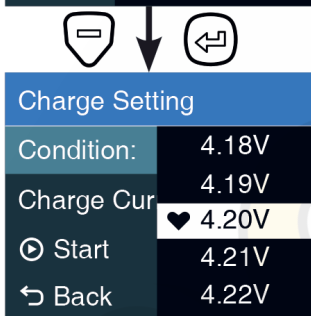 Charge Setting
Condition:
4.18V
4.19V
Charge Cur
4.20V
Start
4.21V
Back
4.22V